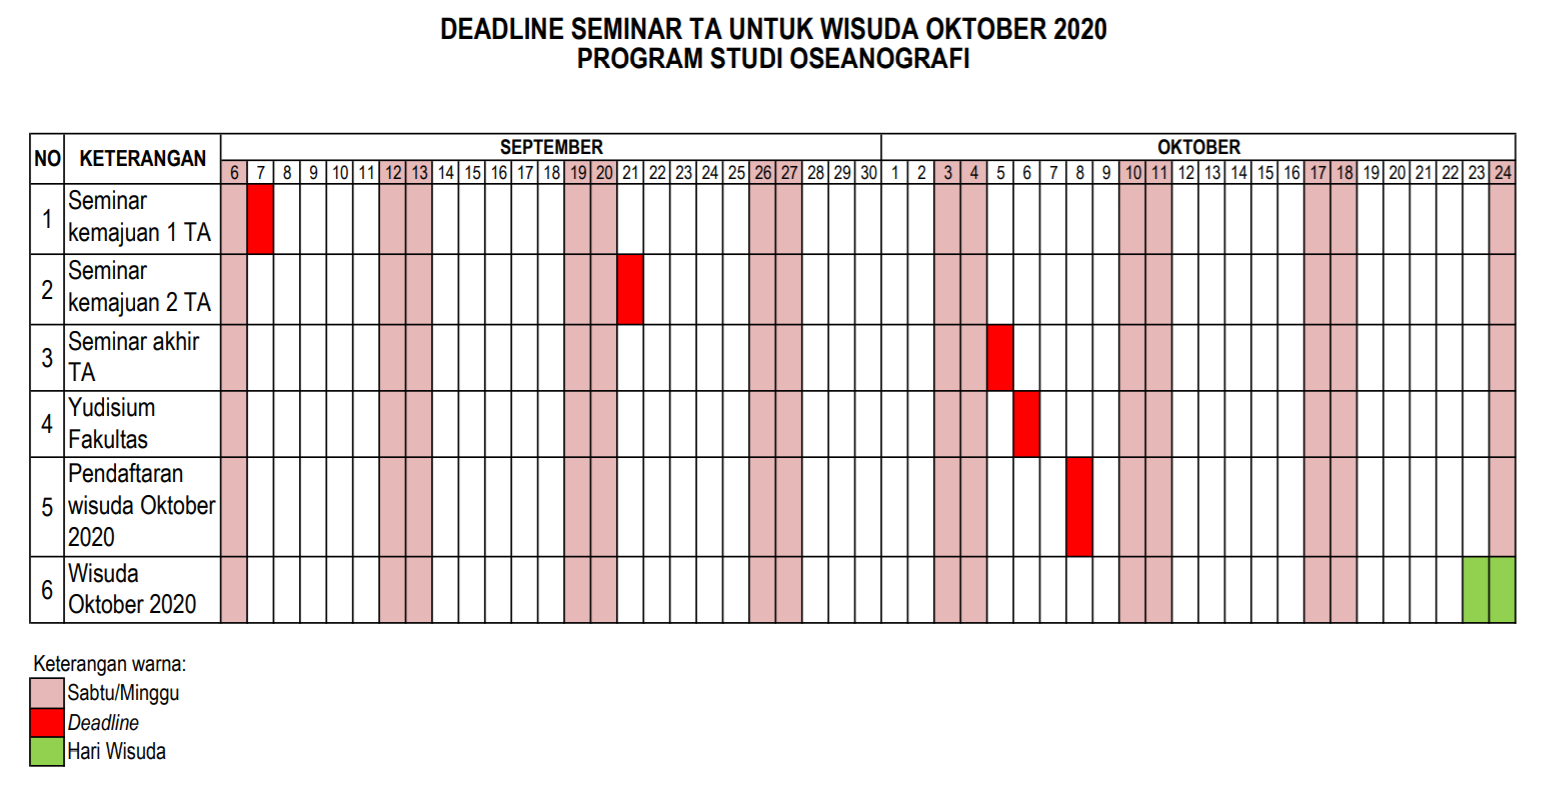 DEADLINE SEMINAR TA UNTUK WISUDA OKTOBER 2020
PROGRAM STUDI OSEANOGRAFI
NO KETERANGAN SEPTEMBER OKTOBER
6 7 8 9 10 11 12 13 14 15 16 17 18 19 20 21 22 23 24 25 26 27 28 29 30 1 2 3 4 5 6 7 8 9 10 11 12 13 14 15 16 17 18 19 20 21 22 23 24
1 Seminar
kemajuan 1 TA
2 Seminar
kemajuan 2 TA
3 Seminar akhir
TA
4 Yudisium
Fakultas
5 Pendaftaran
wisuda Oktober
2020
6 Wisuda
Oktober 2020
Keterangan warna:
Sabtu/Minggu
Deadline
Hari Wisuda